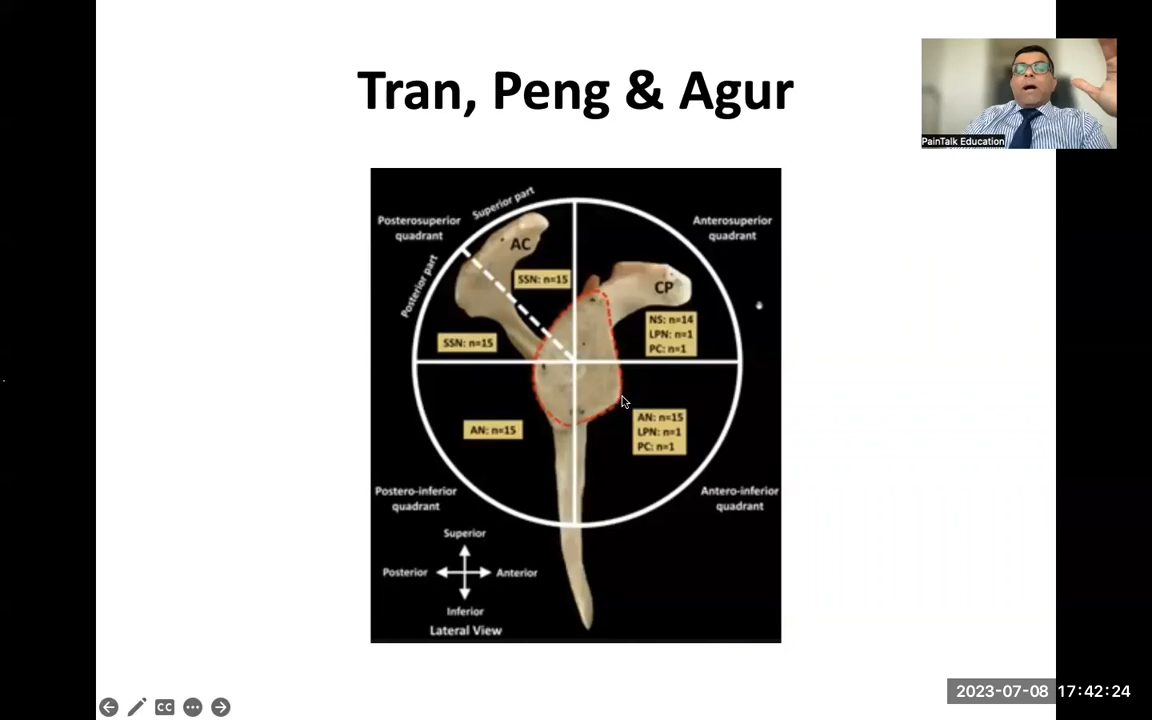 Tran, Peng & Agur
PainTalk Education
Superior part
Posterosuperior
quadrant
Anterosuperior
quadrant
AC
SSN: n=15
CP
Posterior part
NS: n=14
LPN: n=1
PC: n=1
SSN: n=15
AN: n=15
AN: n=15
LPN: n=1
PC: n=1
Postero-inferior
quadrant
Antero-inferior
quadrant
Superior
Posterior
Anterior
Inferior
Lateral View
CC
2023-07-08 17:42:24